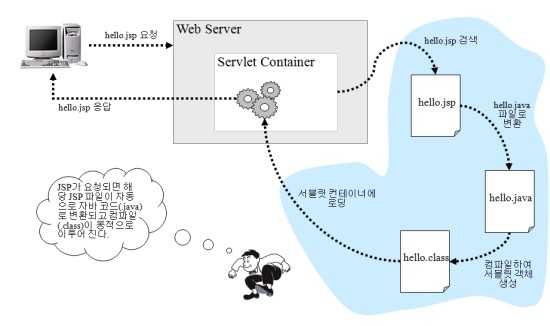 hello.jsp 요청
Web Server
Servlet Container
hello.jsp 검색
hello.jsp
hello.jsp 응답
hello.java
파일로
변환
서블릿 컨테이너에
로딩
hello.java
JSP가 요청되면 해
당 JSP 파일이 자동
으로 자바 코드(.java)
로 변환되고 컴파일
(.class)이 동적으로
이루어 진다.
hello.class
컴파일하여
서블릿 객체
생성